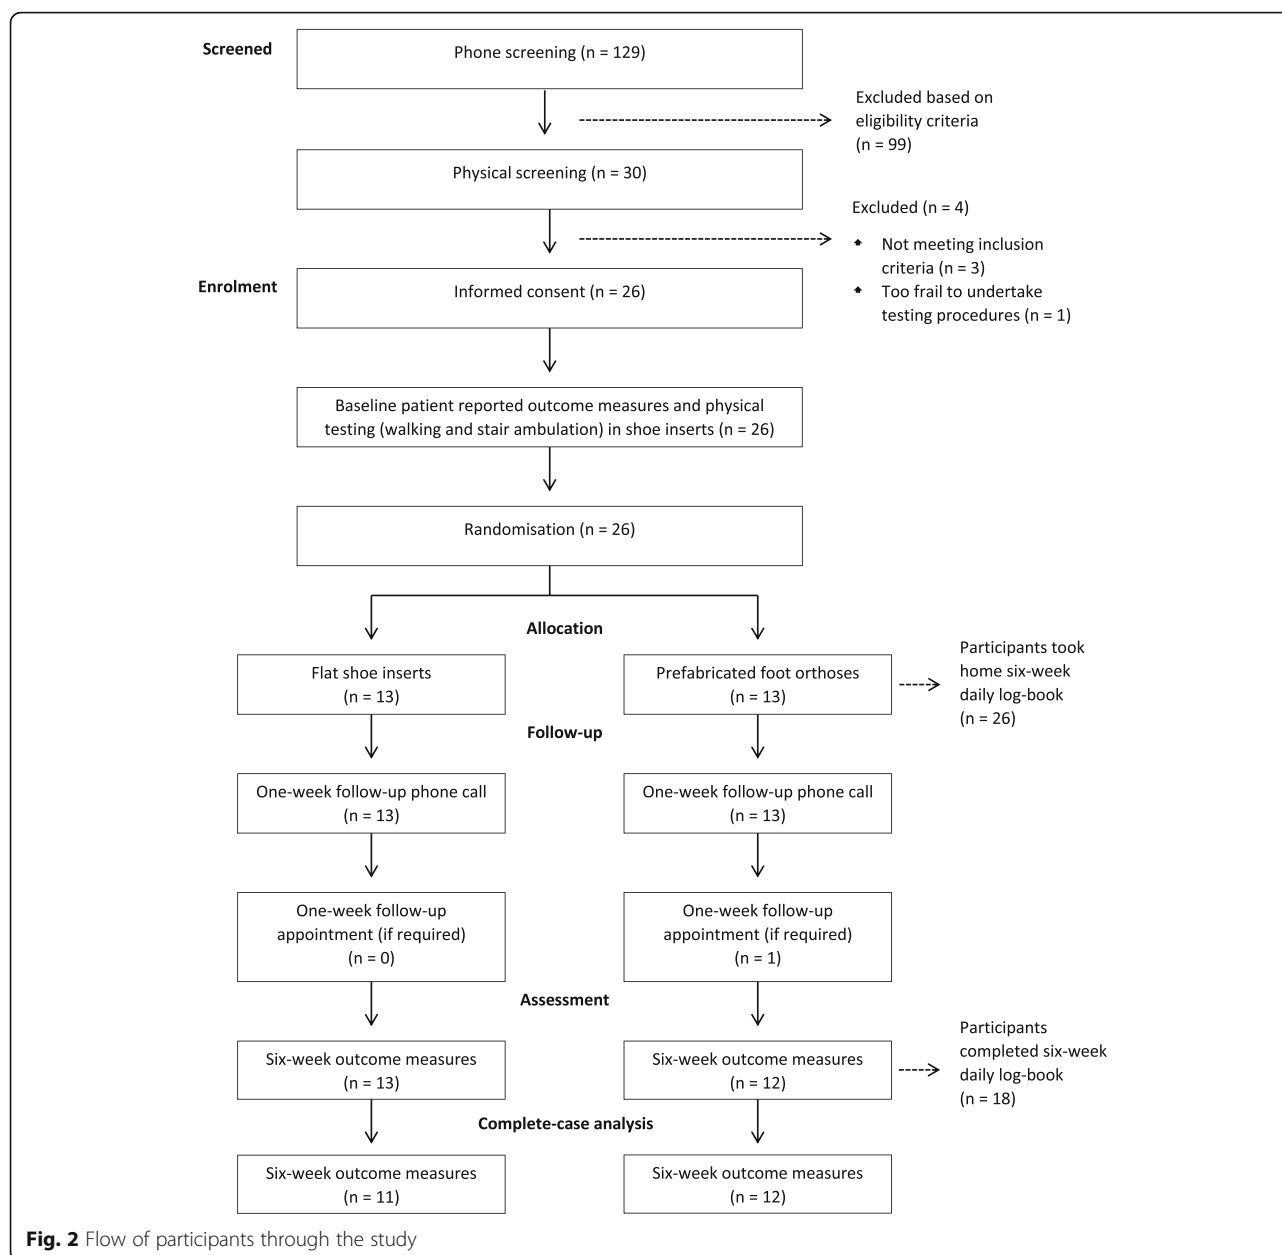 Screened
Phone screening (n = 129)
Excluded based on
eligibility criteria
(n = 99)
Physical screening (n = 30)
Excluded (n = 4)
Not meeting inclusion
criteria (n = 3)
Too frail to undertake
testing procedures (n = 1)
Enrolment
Informed consent (n = 26)
Baseline patient reported outcome measures and physical
testing (walking and stair ambulation) in shoe inserts (n = 26)
Randomisation (n = 26)
Allocation
Flat shoe inserts
(n = 13)
Prefabricated foot orthoses
(n = 13)
Participants took
home six-week
daily log-book
(n = 26)
Follow-up
One-week follow-up phone call
(n = 13)
One-week follow-up phone call
(n = 13)
One-week follow-up
appointment (if required)
(n = 0)
One-week follow-up
appointment (if required)
(n = 1)
Assessment
Six-week outcome measures
(n = 13)
Six-week outcome measures
(n = 12)
Participants
completed six-week
daily log-book
(n = 18)
Complete-case analysis
Six-week outcome measures
(n = 11)
Six-week outcome measures
(n = 12)
Fig. 2 Flow of participants through the study